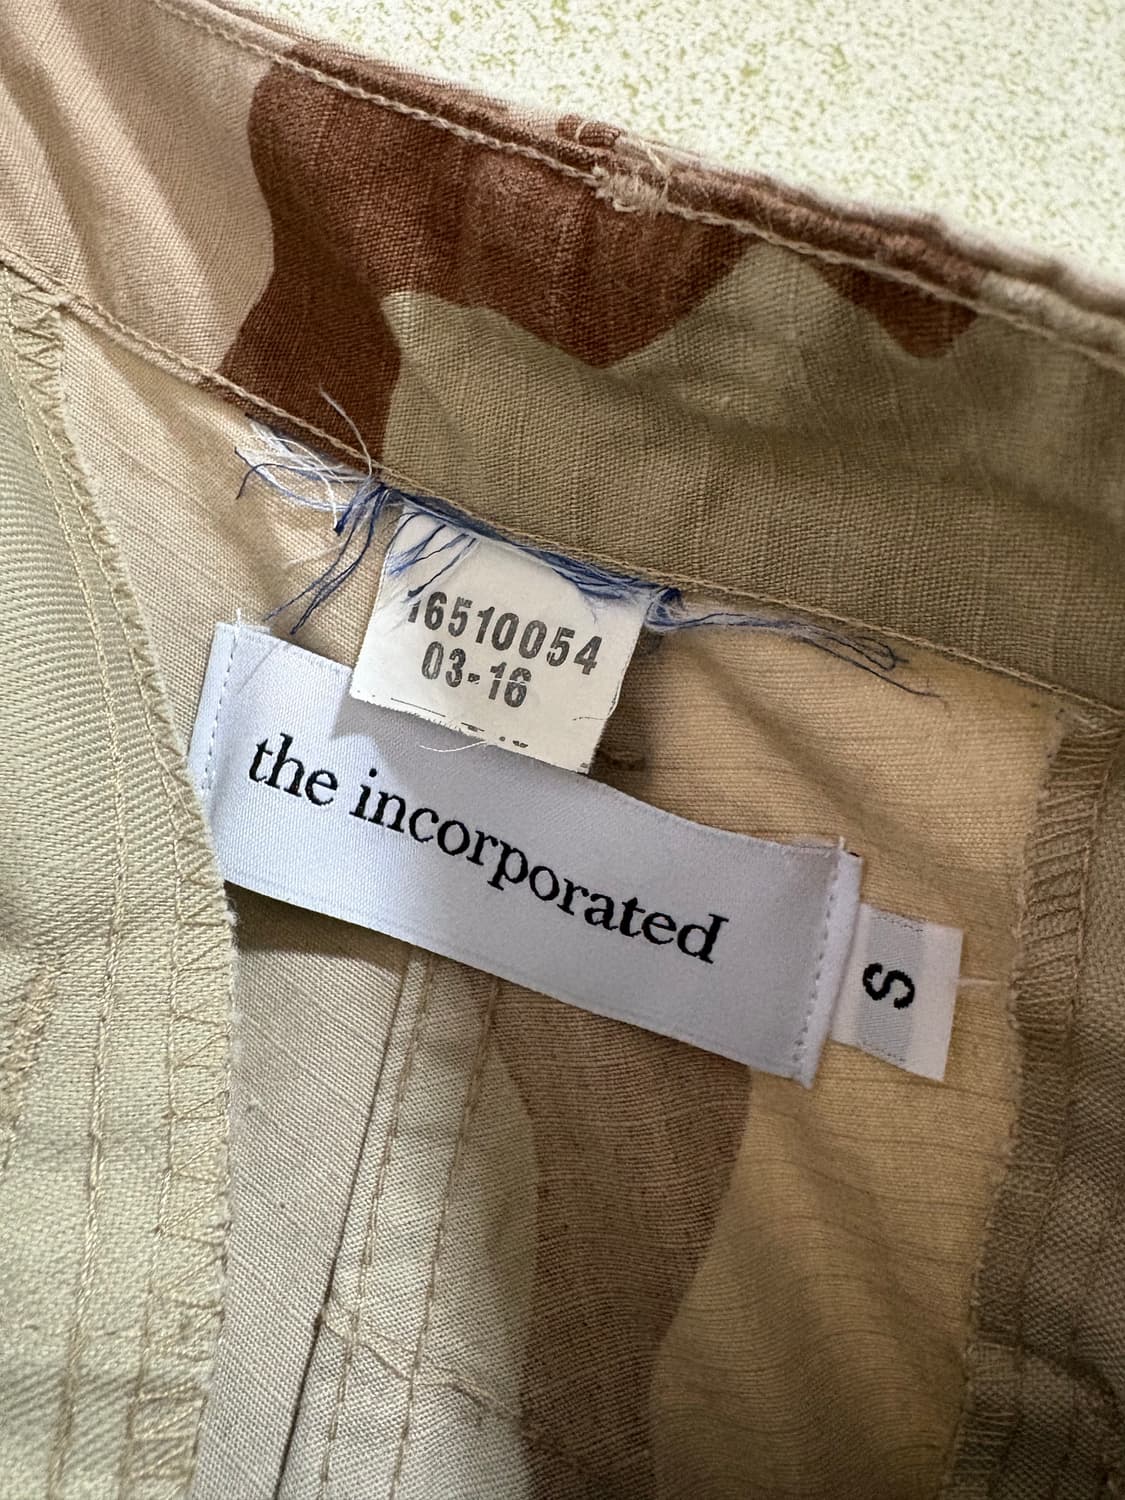 16510054
03-16
the incorporated
S